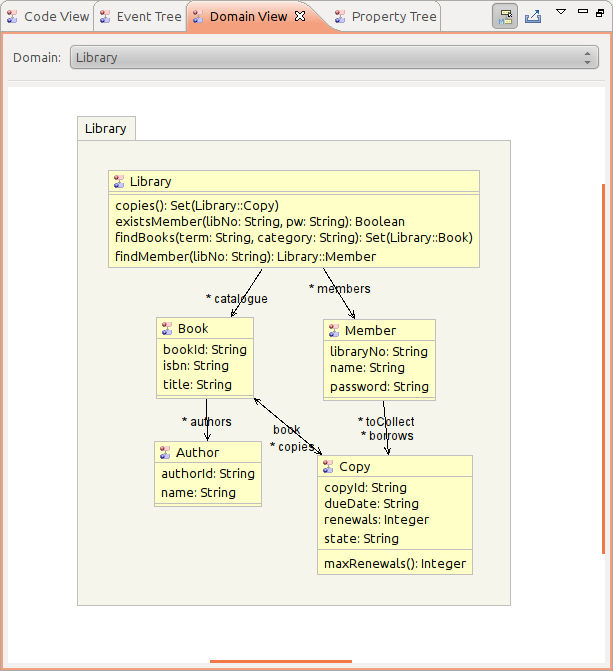 Code View Event Tree Domain View Property Tree
Domain: Library
Library
Library
copies(): Set(Library::Copy)
existsMember(libNo: String, pw: String): Boolean
findBooks(term: String, category: String): Set(Library::Book)
findMember(libNo: String): Library::Member
* catalogue
* members
Book
bookId: String
isbn: String
title: String
Member
libraryNo: String
name: String
password: String
* authors
book
* copies
* toCollect
* borrows
Author
authorId: String
name: String
Copy
copyId: String
dueDate: String
renewals: Integer
state: String
maxRenewals(): Integer